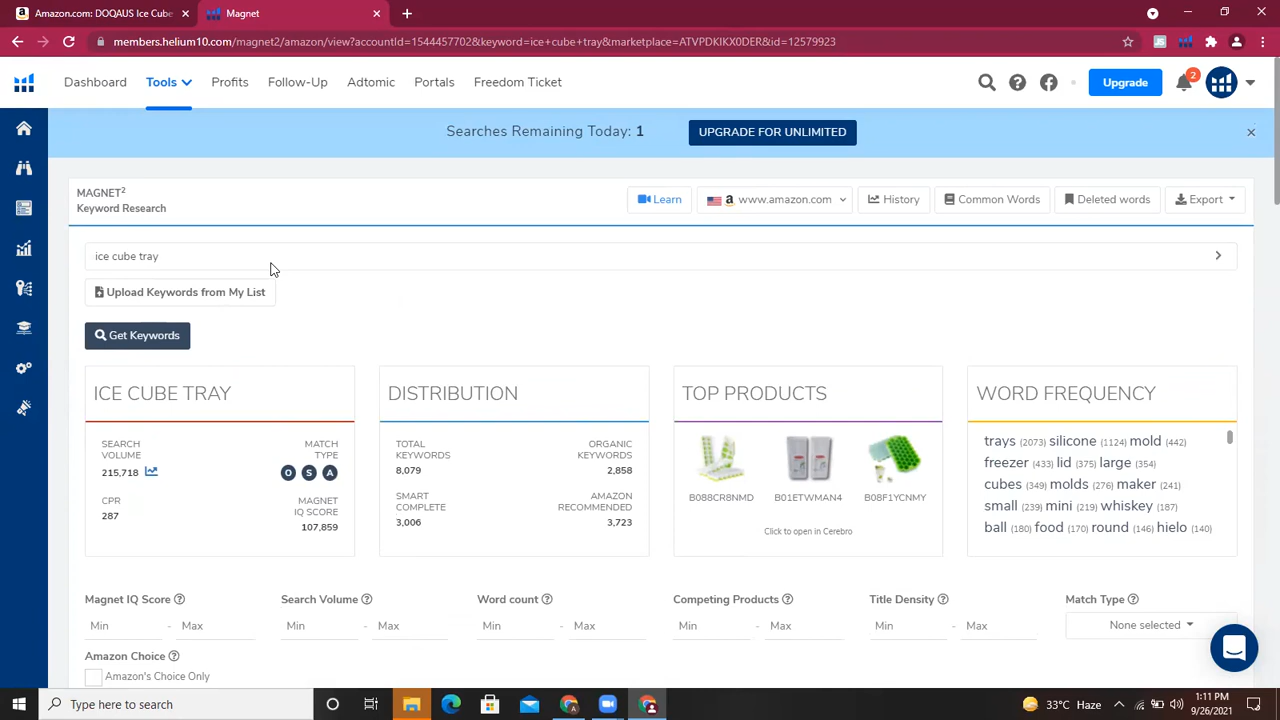 Amazon.com: DOQAUS Ice Cube
Magnet
members.helium10.com/magnet2/amazon/view?accountId=1544457702&keyword=ice+cube+tray&marketplace=ATVPDKIKX0DER&id=12579923
Dashboard Tools Profits Follow-Up Adtomic Portals Freedom Ticket Upgrade 2
Searches Remaining Today: 1 UPGRADE FOR UNLIMITED
MAGNET²
Keyword Research
Learn www.amazon.com History Common Words Deleted words Export
ice cube tray
Upload Keywords from My List
Get Keywords
ICE CUBE TRAY
SEARCH VOLUME
215,718
MATCH TYPE
O S A
CPR
287
MAGNET IQ SCORE
107,859
DISTRIBUTION
TOTAL KEYWORDS
8,079
ORGANIC KEYWORDS
2,858
SMART COMPLETE
3,006
AMAZON RECOMMENDED
3,723
TOP PRODUCTS
B088CR8NMD B01ETWMAN4 B08F1YCNMY
Click to open in Cerebro
WORD FREQUENCY
trays (2073) silicone (1124) mold (442)
freezer (433) lid (375) large (354)
cubes (349) molds (276) maker (241)
small (239) mini (219) whiskey (187)
ball (180) food (170) round (146) hielo (140)
Magnet IQ Score Search Volume Word count Competing Products Title Density Match Type
Min - Max Min - Max Min - Max Min - Max Min - Max None selected
Amazon Choice
Amazon's Choice Only
Type here to search
33°C Haze
1:11 PM
9/26/2021